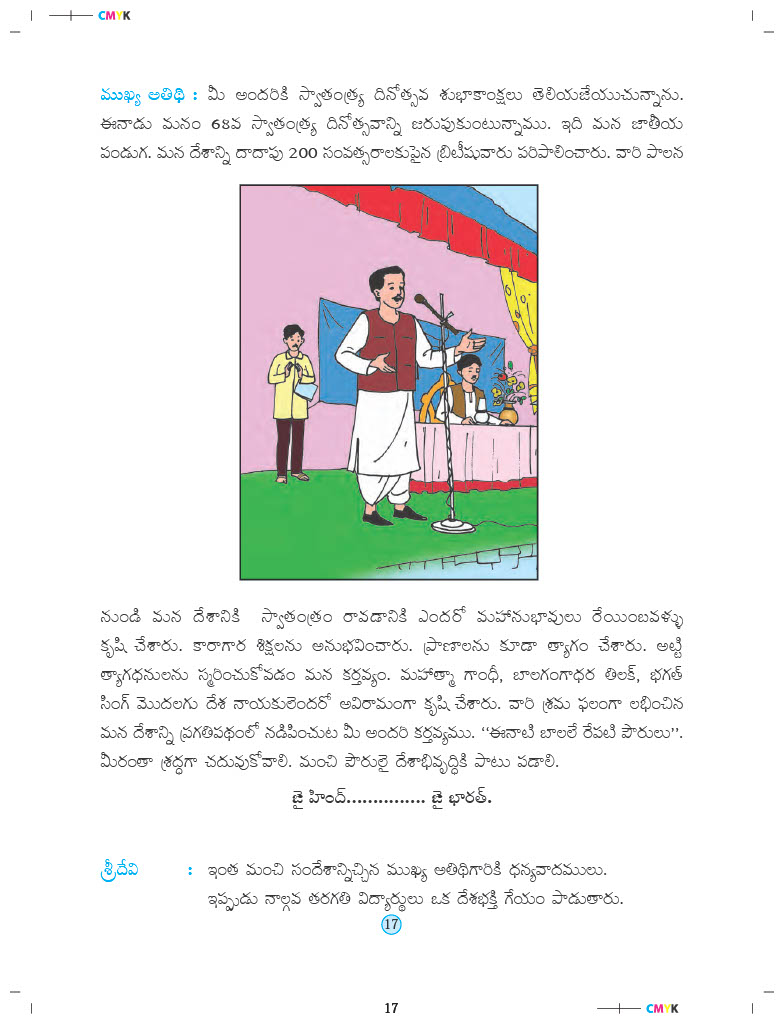 CMYK
ముఖ్య అతిథి : మీ అందరికి స్వాతంత్ర్య దినోత్సవ శుభాకాంక్షలు తెలియజేయుచున్నాను.
ఈనాడు మనం 68వ స్వాతంత్ర్య దినోత్సవాన్ని జరుపుకుంటున్నాము. ఇది మన జాతీయ
పండుగ. మన దేశాన్ని దాదాపు 200 సంవత్సరాలకుపైన బ్రిటీషువారు పరిపాలించారు. వారి పాలన
నుండి మన దేశానికి స్వాతంత్రం రావడానికి ఎందరో మహానుభావులు రేయింబవళ్ళు
కృషి చేశారు. కారాగార శిక్షలను అనుభవించారు. ప్రాణాలను కూడా త్యాగం చేశారు. అట్టి
త్యాగధనులను స్మరించుకోవడం మన కర్తవ్యం. మహాత్మా గాంధీ, బాలగంగాధర తిలక్, భగత్
సింగ్ మొదలగు దేశ నాయకులెందరో అవిరామంగా కృషి చేశారు. వారి శ్రమ ఫలంగా లభించిన
మన దేశాన్ని ప్రగతిపథంలో నడిపించుట మీ అందరి కర్తవ్యము. “ఈనాటి బాలలే రేపటి పౌరులు”.
మీరంతా శ్రద్ధగా చదువుకోవాలి. మంచి పౌరులై దేశాభివృద్ధికి పాటు పడాలి.
జై హింద్............... జై భారత్.
శ్రీదేవి : ఇంత మంచి సందేశాన్నిచ్చిన ముఖ్య అతిథిగారికి ధన్యవాదములు.
ఇప్పుడు నాల్గవ తరగతి విద్యార్థులు ఒక దేశభక్తి గేయం పాడుతారు.
17
17
CMYK